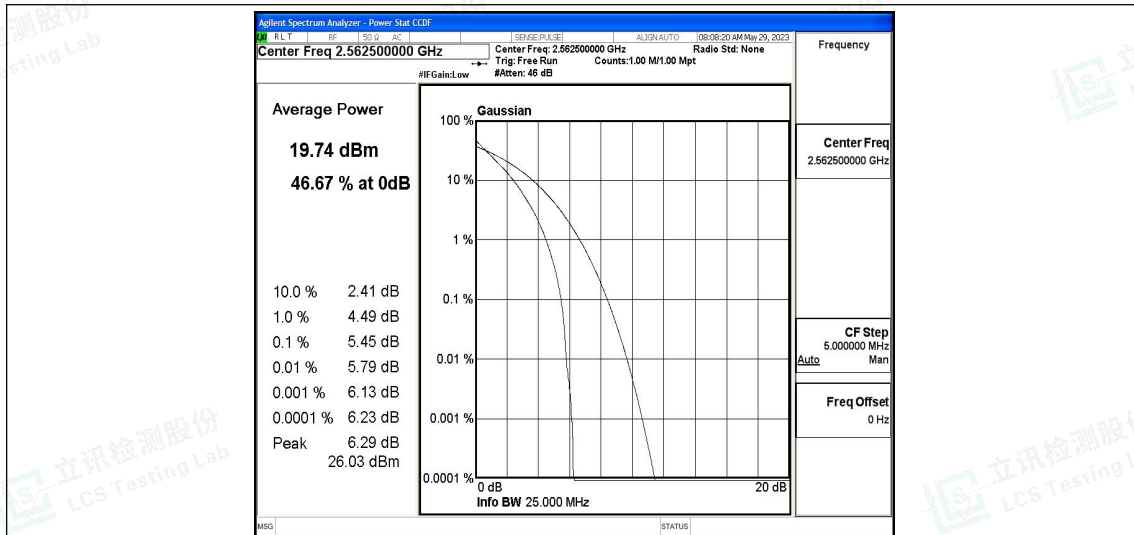 Agilent Spectrum Analyzer - Power Stat CCDF
LXI RLT RF 50 Ω AC SENSE:PULSE ALIGN AUTO 08:08:20 AM May 29, 2023
Center Freq 2.562500000 GHz
Center Freq: 2.562500000 GHz Radio Std: None
Trig: Free Run Counts:1.00 M/1.00 Mpt
#IFGain:Low #Atten: 46 dB
Frequency
Average Power
19.74 dBm
46.67 % at 0dB
10.0 % 2.41 dB
1.0 % 4.49 dB
0.1 % 5.45 dB
0.01 % 5.79 dB
0.001 % 6.13 dB
0.0001 % 6.23 dB
Peak 6.29 dB
26.03 dBm
Gaussian
100 %
10 %
1 %
0.1 %
0.01 %
0.001 %
0.0001 %
0 dB 20 dB
Info BW 25.000 MHz
Center Freq
2.562500000 GHz
CF Step
5.000000 MHz
Auto Man
Freq Offset
0 Hz
MSG STATUS
立讯检测股份
LCS Testing Lab
立讯检测股份
LCS Testing L